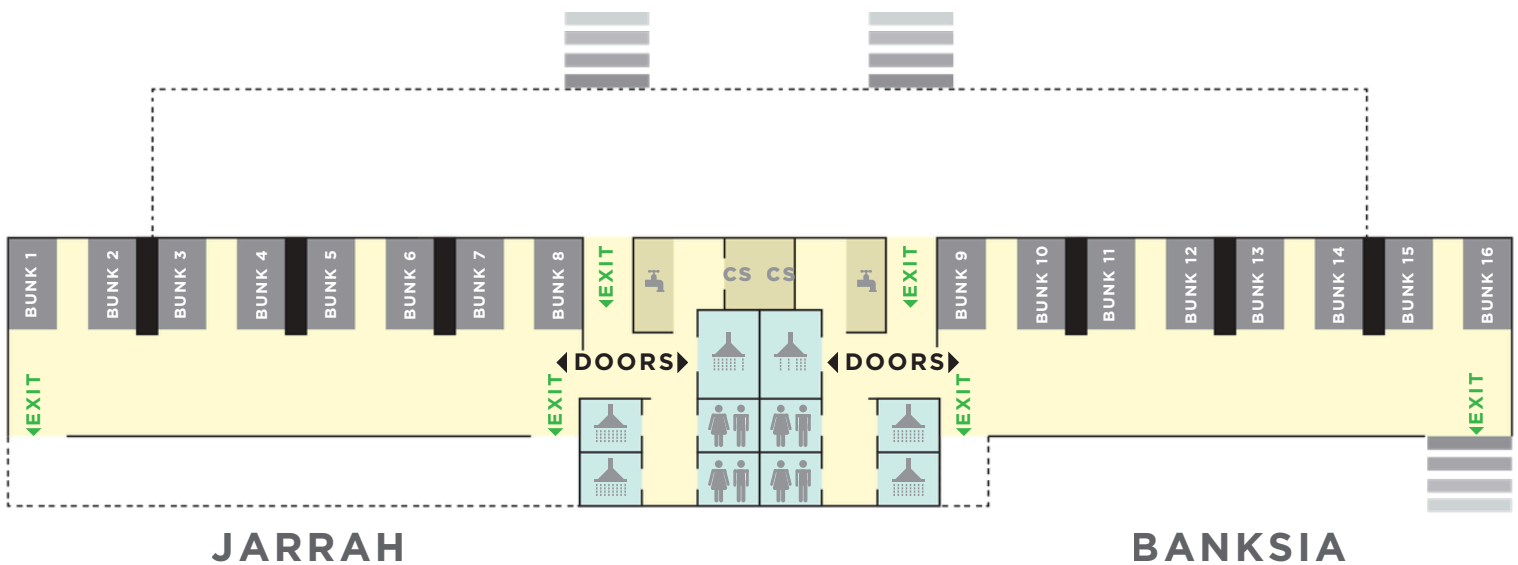 BUNK 1
BUNK 2
BUNK 3
BUNK 4
BUNK 5
BUNK 6
BUNK 7
BUNK 8
EXIT
CS CS
EXIT
BUNK 9
BUNK 10
BUNK 11
BUNK 12
BUNK 13
BUNK 14
BUNK 15
BUNK 16
DOORS
DOORS
EXIT
EXIT
EXIT
EXIT
JARRAH
BANKSIA